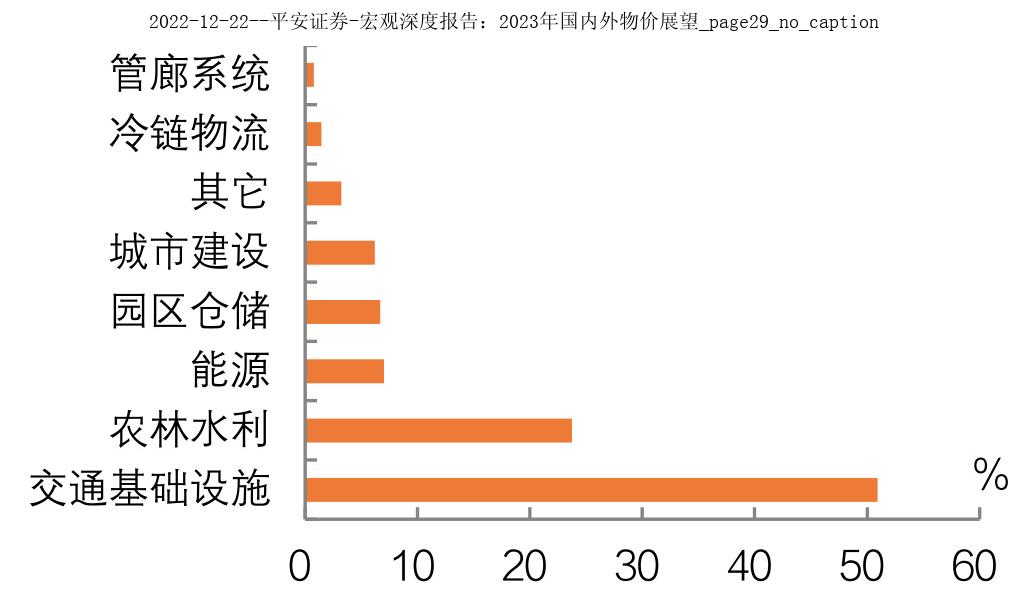 2022-12-22--平安证券-宏观深度报告：2023年国内外物价展望_page29_no_caption
管廊系统
冷链物流
其它
城市建设
园区仓储
能源
农林水利
交通基础设施
%
0 10 20 30 40 50 60